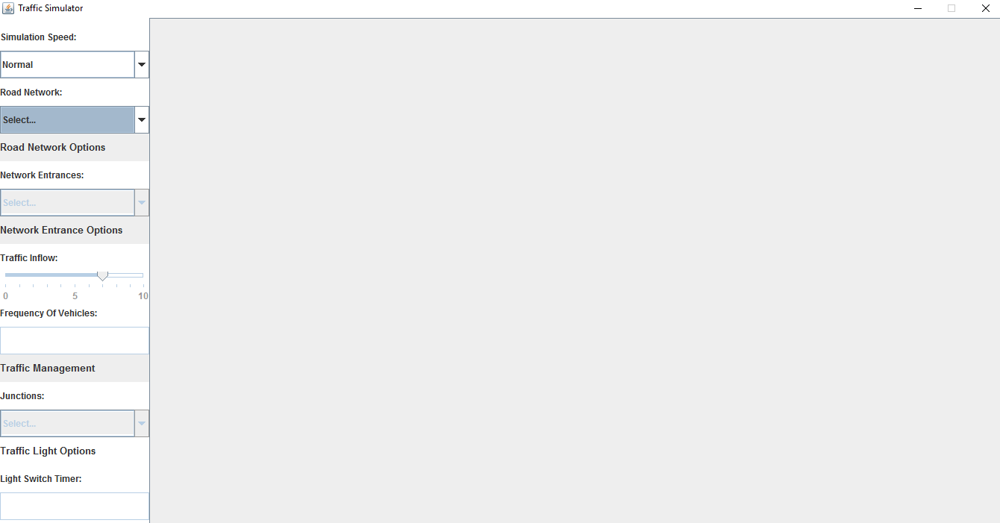 Traffic Simulator
Simulation Speed:
Normal
Road Network:
Select...
Road Network Options
Network Entrances:
Select...
Network Entrance Options
Traffic Inflow:
0 5 10
Frequency Of Vehicles:
Traffic Management
Junctions:
Select...
Traffic Light Options
Light Switch Timer: